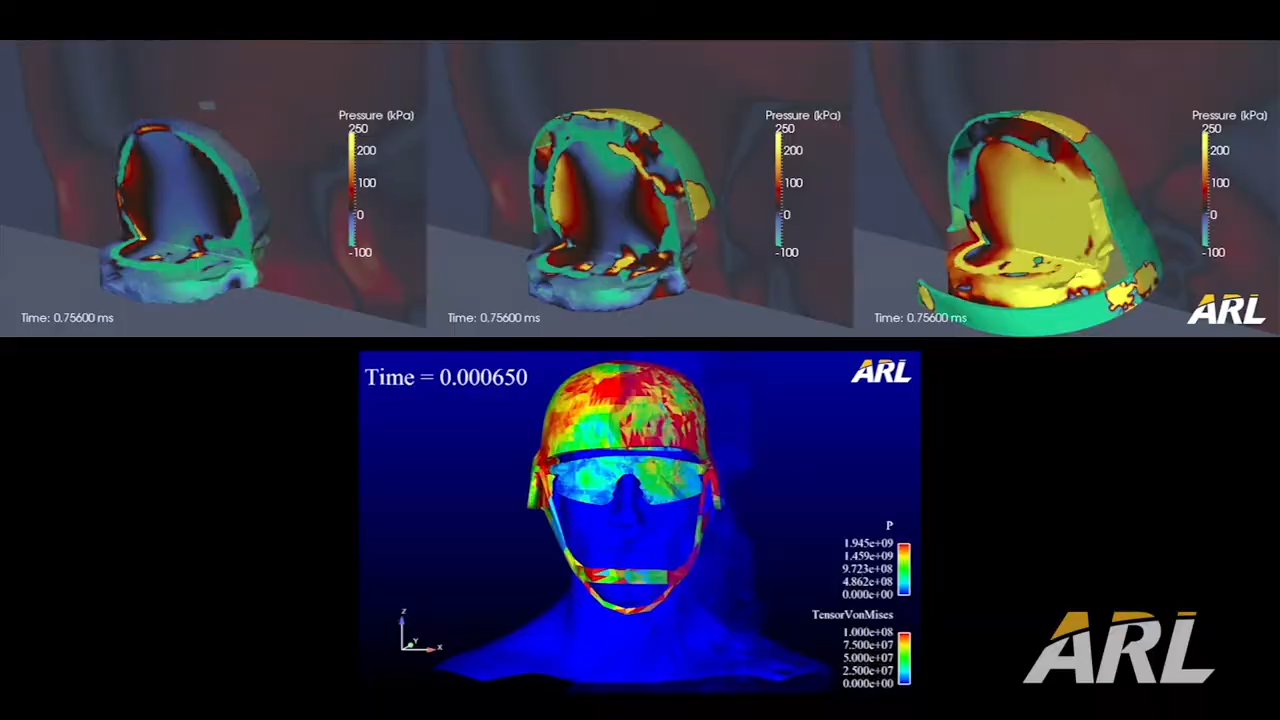 Pressure (kPa)
250
200
100
0
-100
Time: 0.75600 ms
Pressure (kPa)
250
200
100
0
-100
Time: 0.75600 ms
Pressure (kPa)
250
200
100
0
-100
Time: 0.75600 ms
ARL
Time = 0.000650
ARL
P
1.945e+09
1.459e+09
9.723e+08
4.862e+08
0.000e+00
TensorVonMises
1.000e+08
7.500e+07
5.000e+07
2.500e+07
0.000e+00
Z
Y
X
ARL